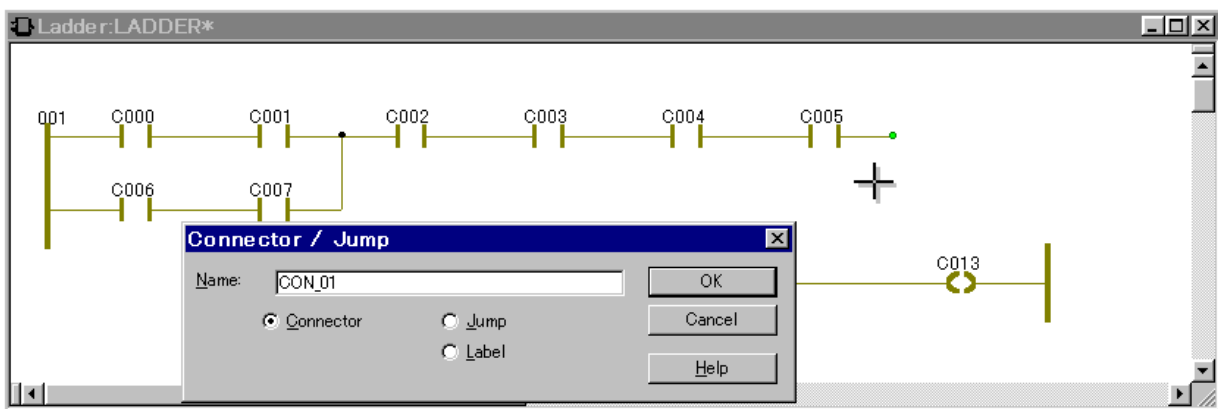 Ladder:LADDER*
001 C000 C001 C002 C003 C004 C005
C006 C007
Connector / Jump
Name: CON_01 OK
Connector Jump Cancel
Label
Help
C013